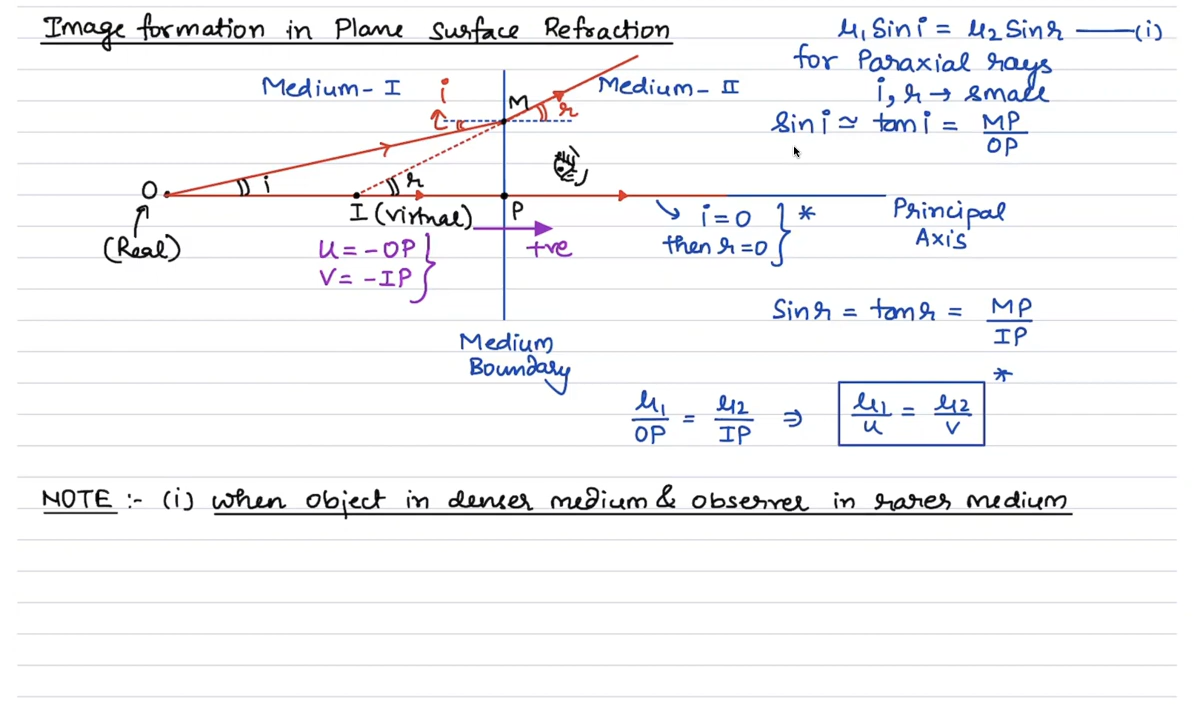 Image formation in Plane Surface Refraction
μ₁ Sin i = μ₂ Sin r —— (i)
for Paraxial rays
i, r → small
Sin i ≃ tan i = MP/OP
Medium - I
i
M
Medium - II
r
O
i
r
I (virtual)
P
(Real)
u = -OP
V = -IP
+ve
i = 0
then r = 0
*
Principal
Axis
Sin r = tan r = MP/IP
Medium
Boundary
*
μ₁/OP = μ₂/IP ⇒ μ₁/u = μ₂/v
NOTE :- (i) when object in denser medium & observer in rarer medium